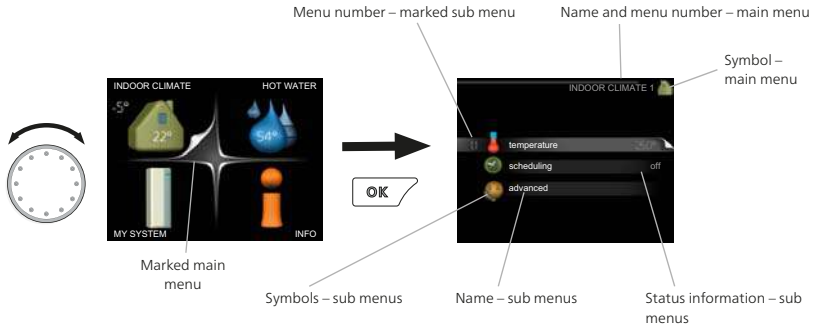 Menu number – marked sub menu
Name and menu number – main menu
Symbol –
main menu
INDOOR CLIMATE
HOT WATER
-5°
22°
54°
MY SYSTEM
INFO
OK
INDOOR CLIMATE 1
temperature
scheduling
off
advanced
Marked main
menu
Symbols – sub menus
Name – sub menus
Status information – sub
menus